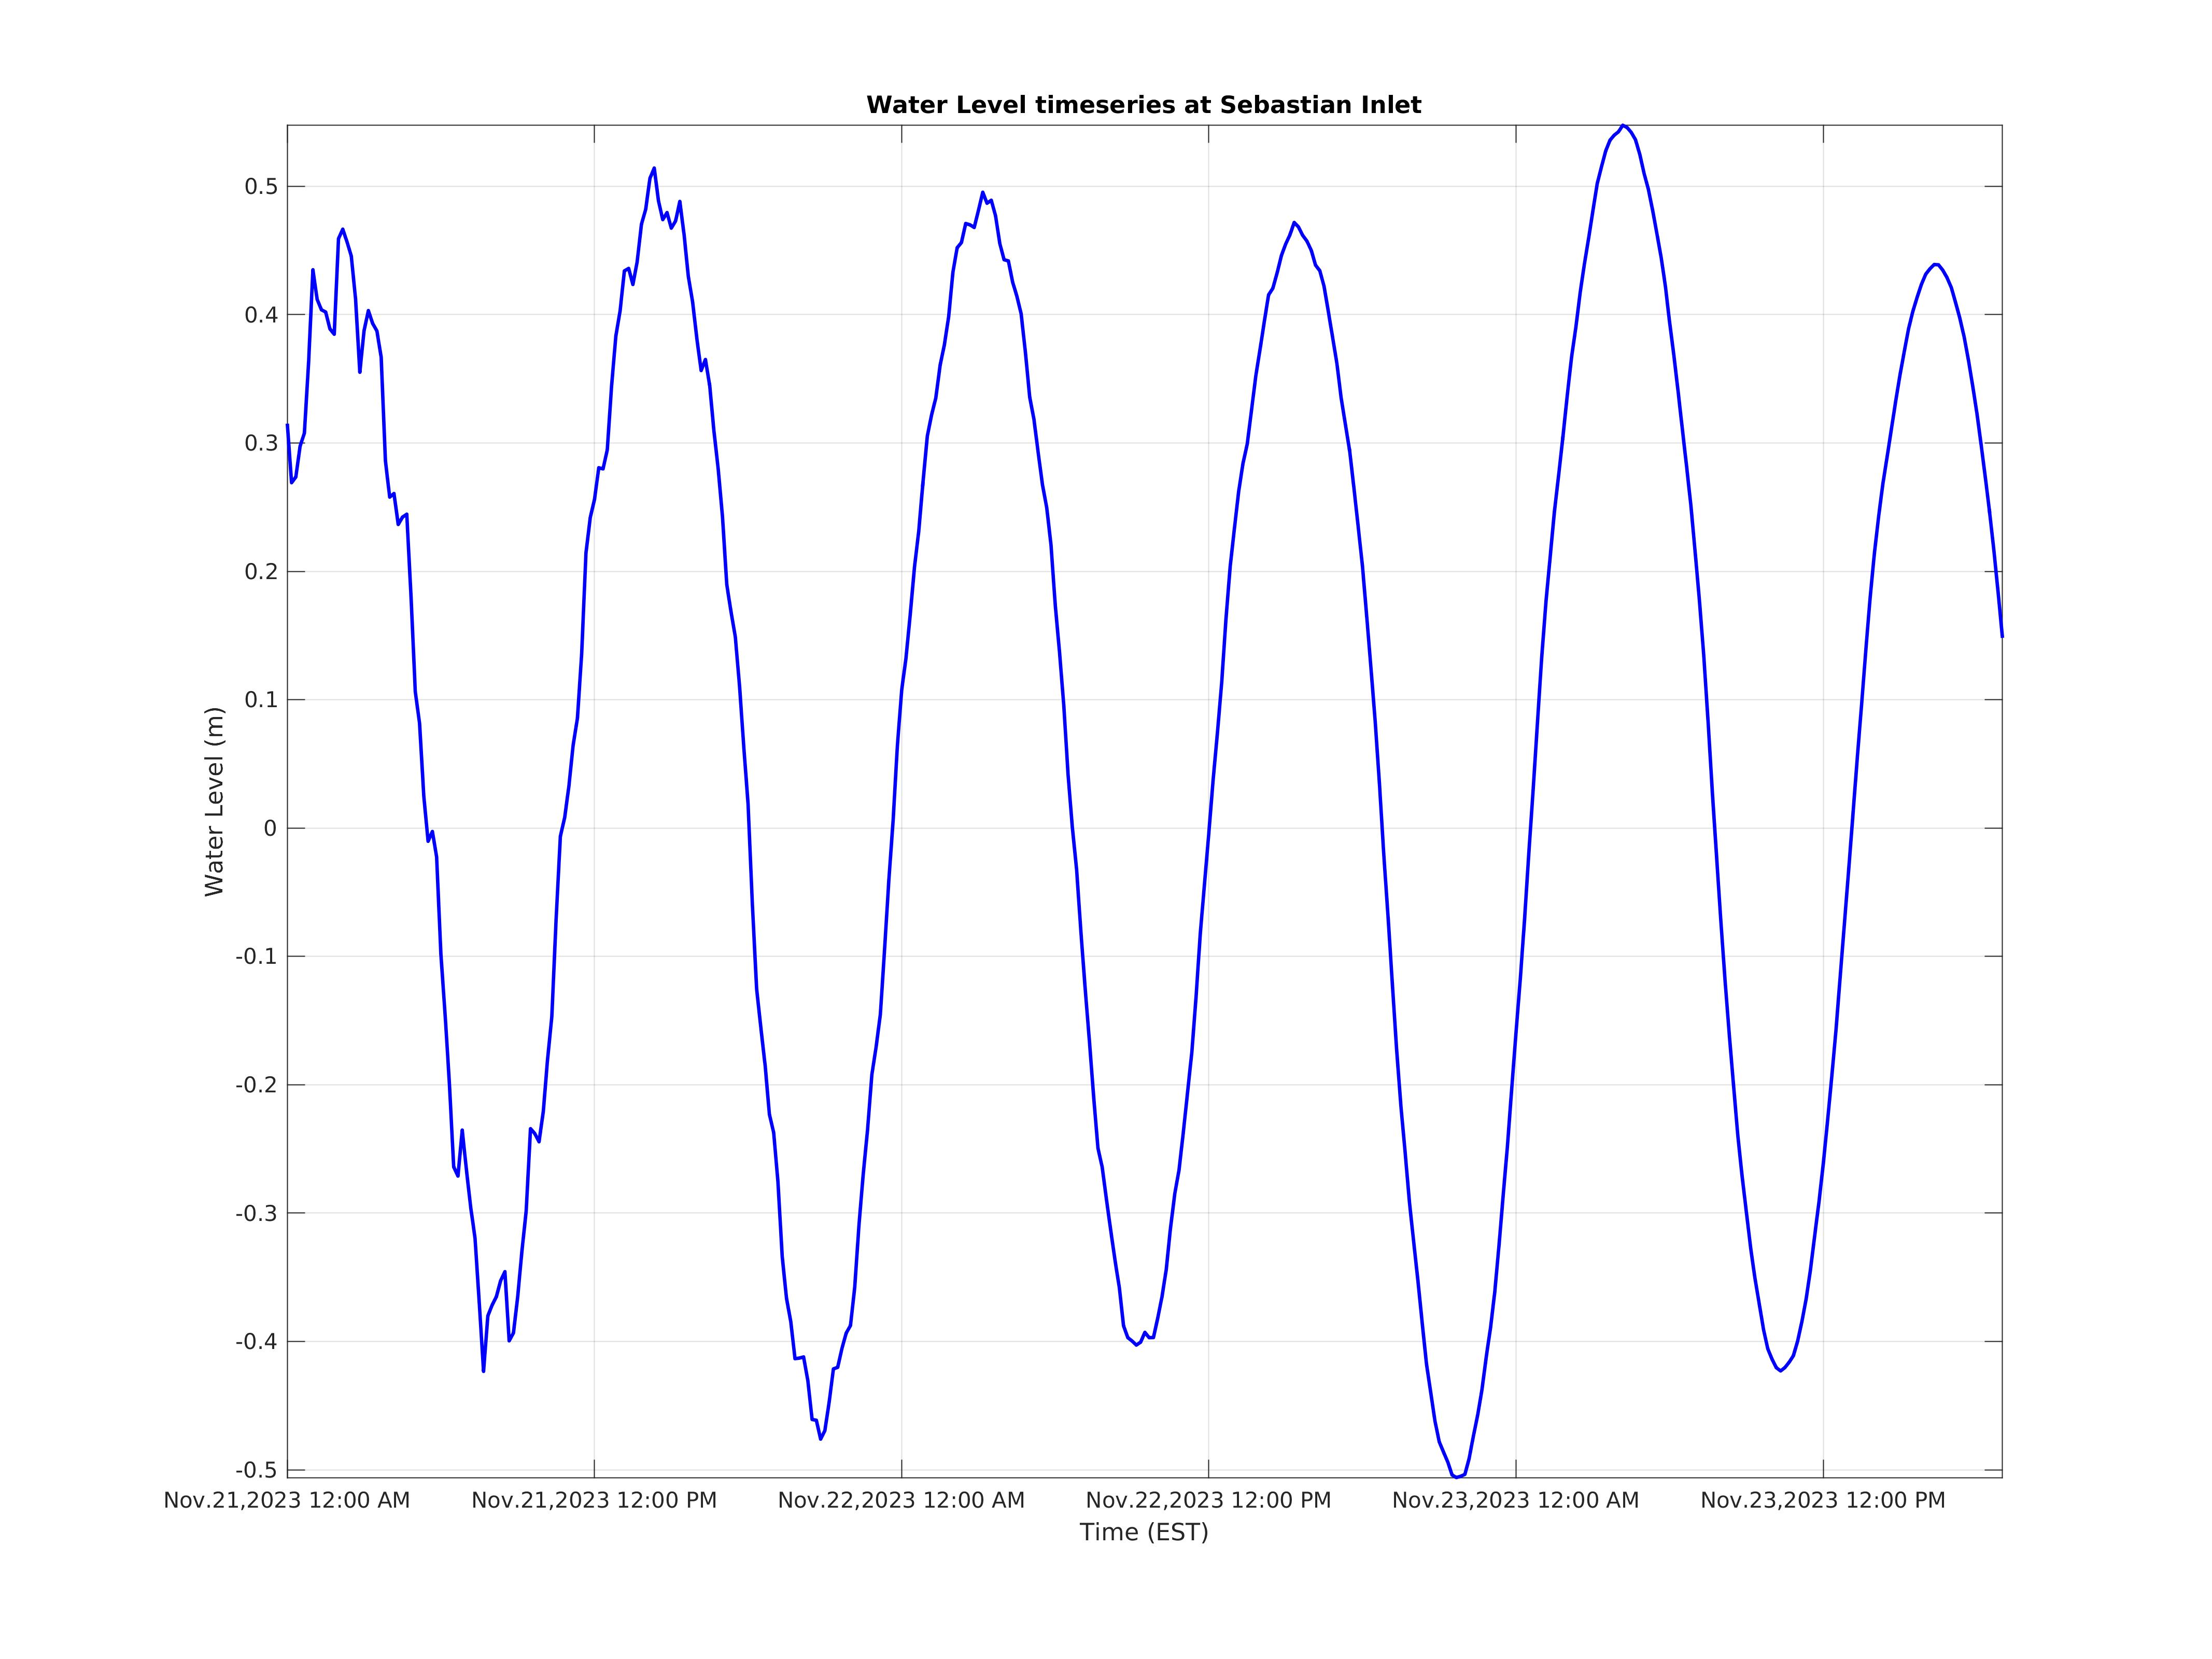 Water Level timeseries at Sebastian Inlet
0.5
0.4
0.3
0.2
0.1
0
-0.1
-0.2
-0.3
-0.4
-0.5
Water Level (m)
Nov.21,2023 12:00 AM Nov.21,2023 12:00 PM Nov.22,2023 12:00 AM Nov.22,2023 12:00 PM Nov.23,2023 12:00 AM Nov.23,2023 12:00 PM
Time (EST)